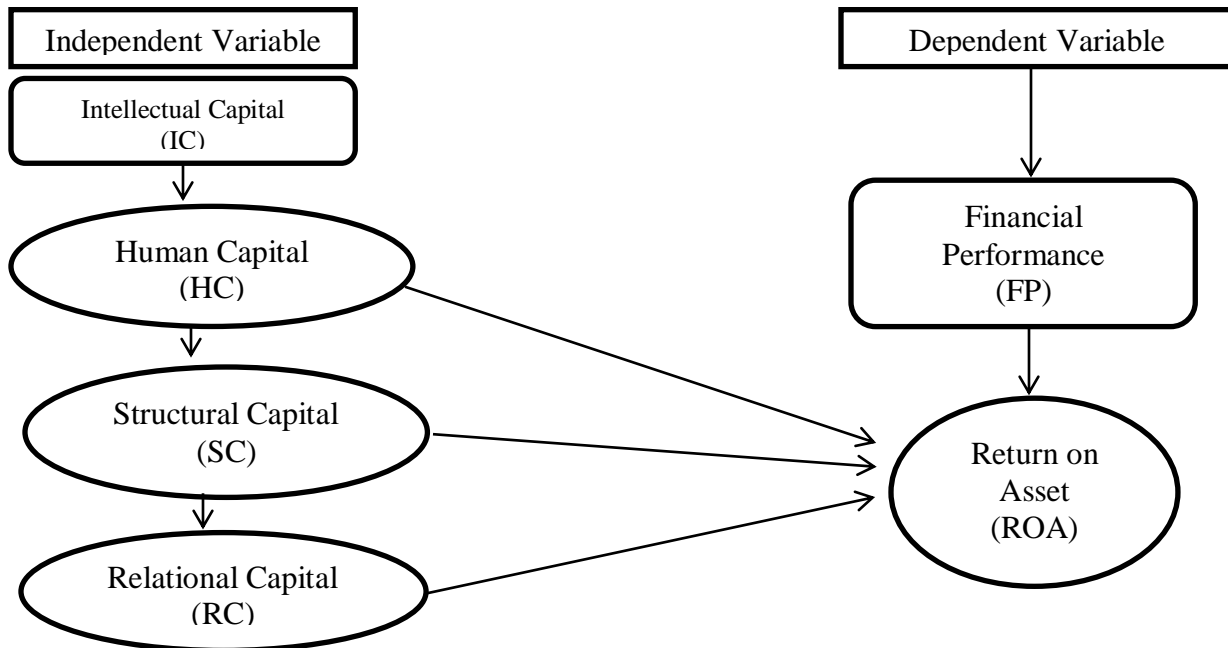 Independent Variable
Intellectual Capital
(IC)
Human Capital
(HC)
Structural Capital
(SC)
Relational Capital
(RC)
Dependent Variable
Financial
Performance
(FP)
Return on
Asset
(ROA)